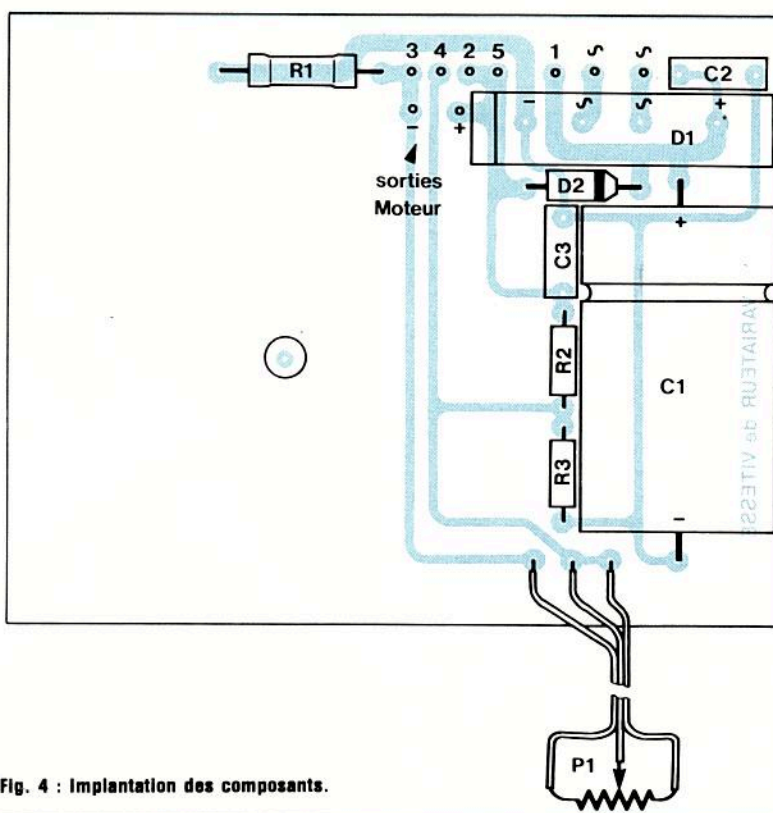 R1 3 4 2 5 1 ∿ ∿ C2
− ∿ ∿ +
− + D1
sorties
Moteur
D2
+
C3
R2
C1
R3
−
VARIATEUR de VITESSE
P1
Fig. 4 : Implantation des composants.